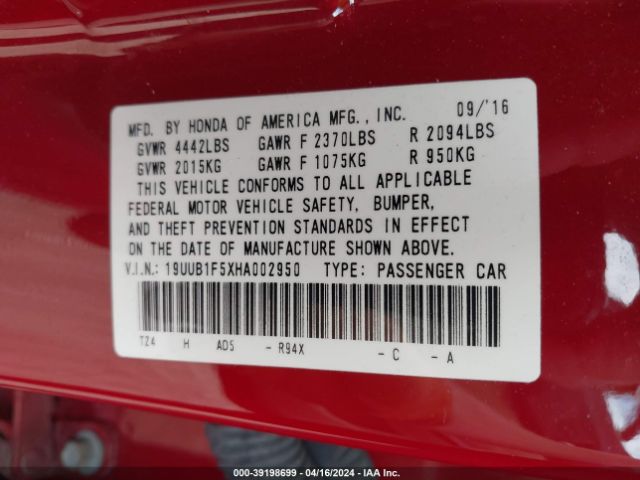 MFD. BY HONDA OF AMERICA MFG., INC. 09/'16
GVWR 4442LBS GAWR F 2370LBS R 2094LBS
GVWR 2015KG GAWR F 1075KG R 950KG
THIS VEHICLE CONFORMS TO ALL APPLICABLE
FEDERAL MOTOR VEHICLE SAFETY, BUMPER,
AND THEFT PREVENTION STANDARDS IN EFFECT
ON THE DATE OF MANUFACTURE SHOWN ABOVE.
V.I.N.: 19UUB1F5XHA002950 TYPE: PASSENGER CAR
TZ4 H AD5 - R94X - C - A
000-39198699 - 04/16/2024 - IAA Inc.